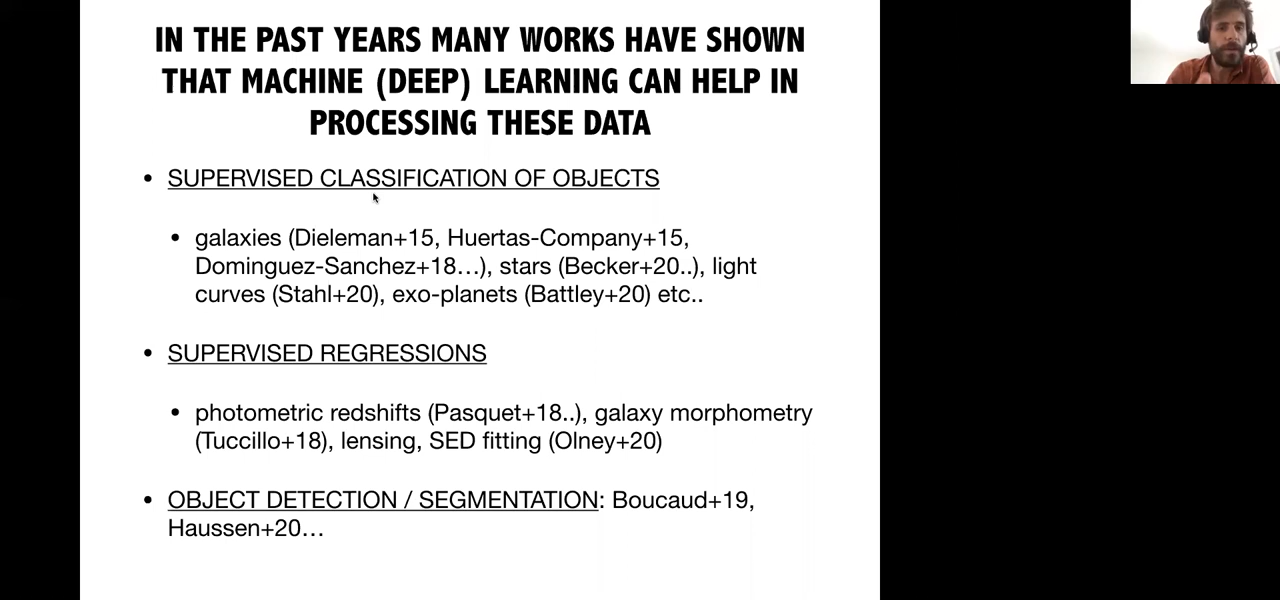 IN THE PAST YEARS MANY WORKS HAVE SHOWN
THAT MACHINE (DEEP) LEARNING CAN HELP IN
PROCESSING THESE DATA
• SUPERVISED CLASSIFICATION OF OBJECTS
• galaxies (Dieleman+15, Huertas-Company+15,
Dominguez-Sanchez+18…), stars (Becker+20..), light
curves (Stahl+20), exo-planets (Battley+20) etc..
• SUPERVISED REGRESSIONS
• photometric redshifts (Pasquet+18..), galaxy morphometry
(Tuccillo+18), lensing, SED fitting (Olney+20)
• OBJECT DETECTION / SEGMENTATION: Boucaud+19,
Haussen+20…